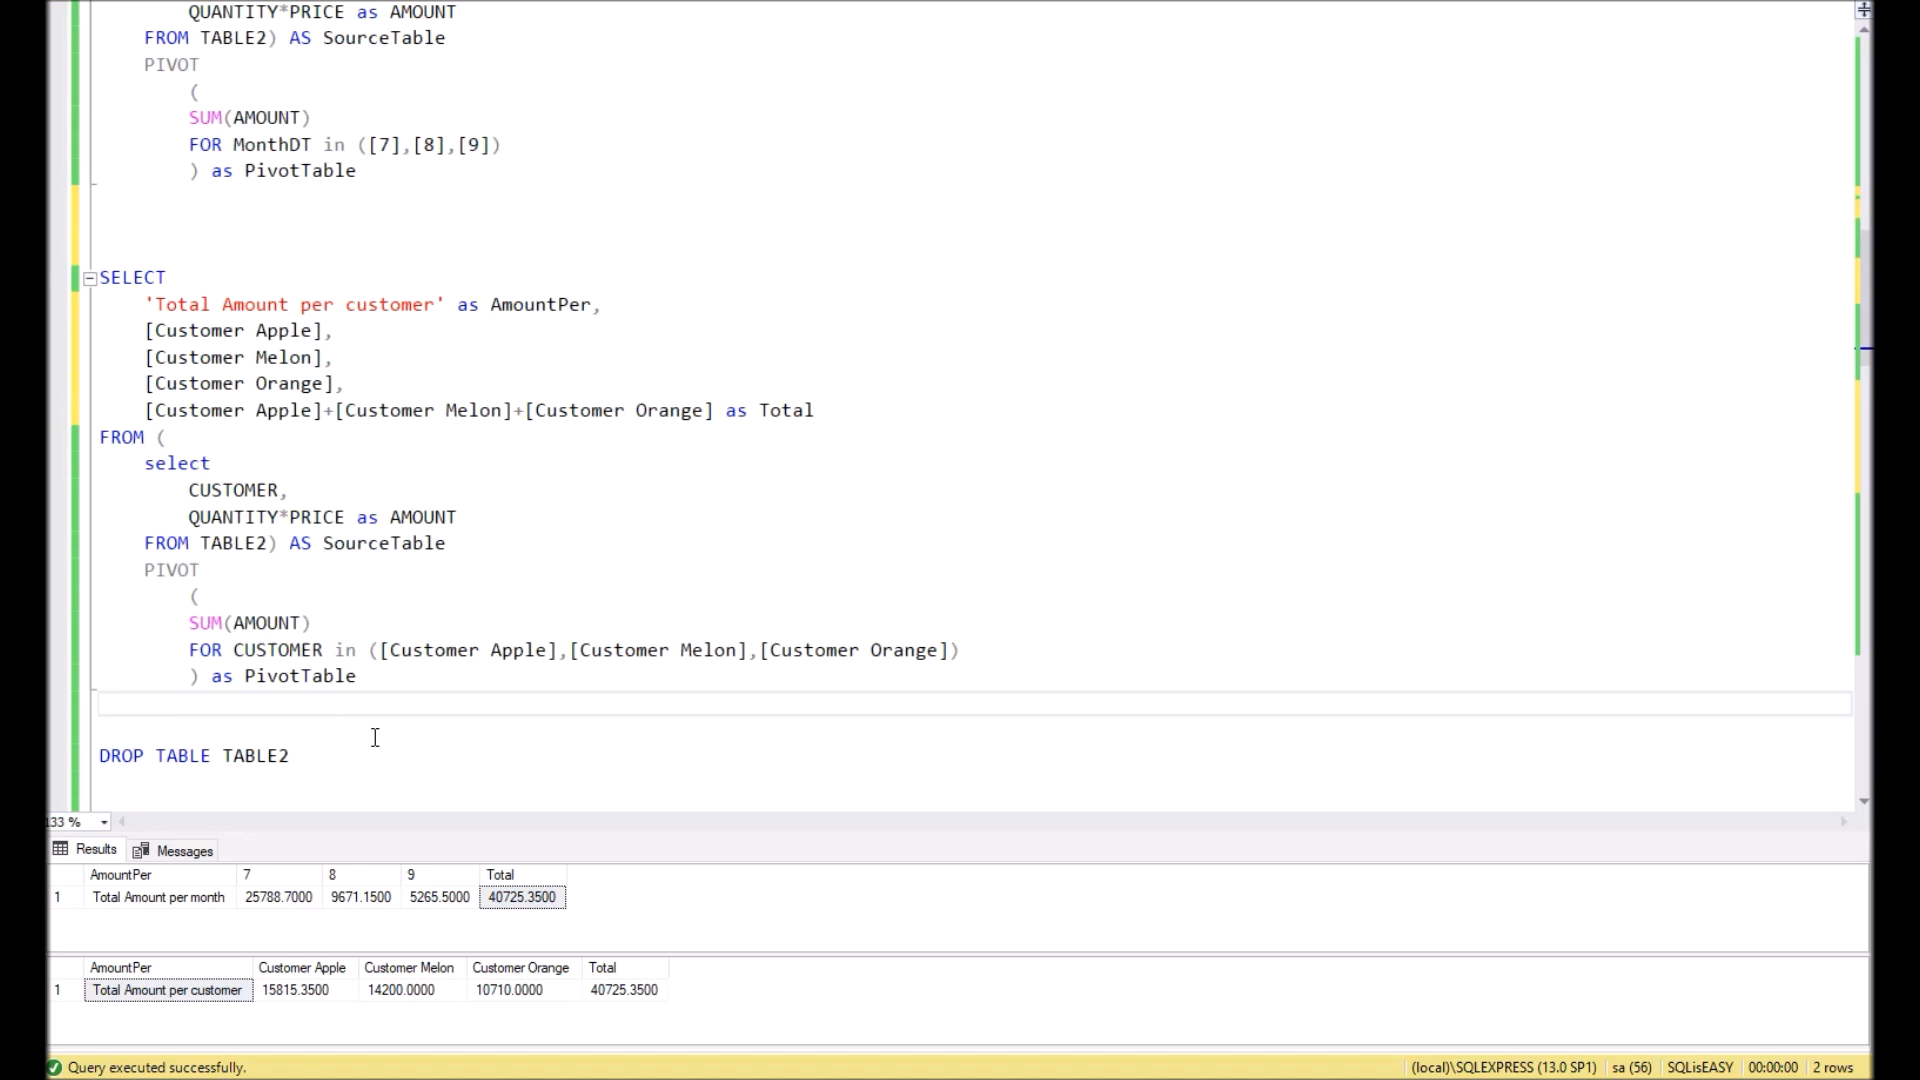 QUANTITY*PRICE as AMOUNT
FROM TABLE2) AS SourceTable
PIVOT
(
SUM(AMOUNT)
FOR MonthDT in ([7],[8],[9])
) as PivotTable
SELECT
'Total Amount per customer' as AmountPer,
[Customer Apple],
[Customer Melon],
[Customer Orange],
[Customer Apple]+[Customer Melon]+[Customer Orange] as Total
FROM (
select
CUSTOMER,
QUANTITY*PRICE as AMOUNT
FROM TABLE2) AS SourceTable
PIVOT
(
SUM(AMOUNT)
FOR CUSTOMER in ([Customer Apple],[Customer Melon],[Customer Orange])
) as PivotTable
DROP TABLE TABLE2
133 %
Results Messages
AmountPer 7 8 9 Total
1 Total Amount per month 25788.7000 9671.1500 5265.5000 40725.3500
AmountPer Customer Apple Customer Melon Customer Orange Total
1 Total Amount per customer 15815.3500 14200.0000 10710.0000 40725.3500
Query executed successfully. (local)\SQLEXPRESS (13.0 SP1) sa (56) SQLisEASY 00:00:00 2 rows